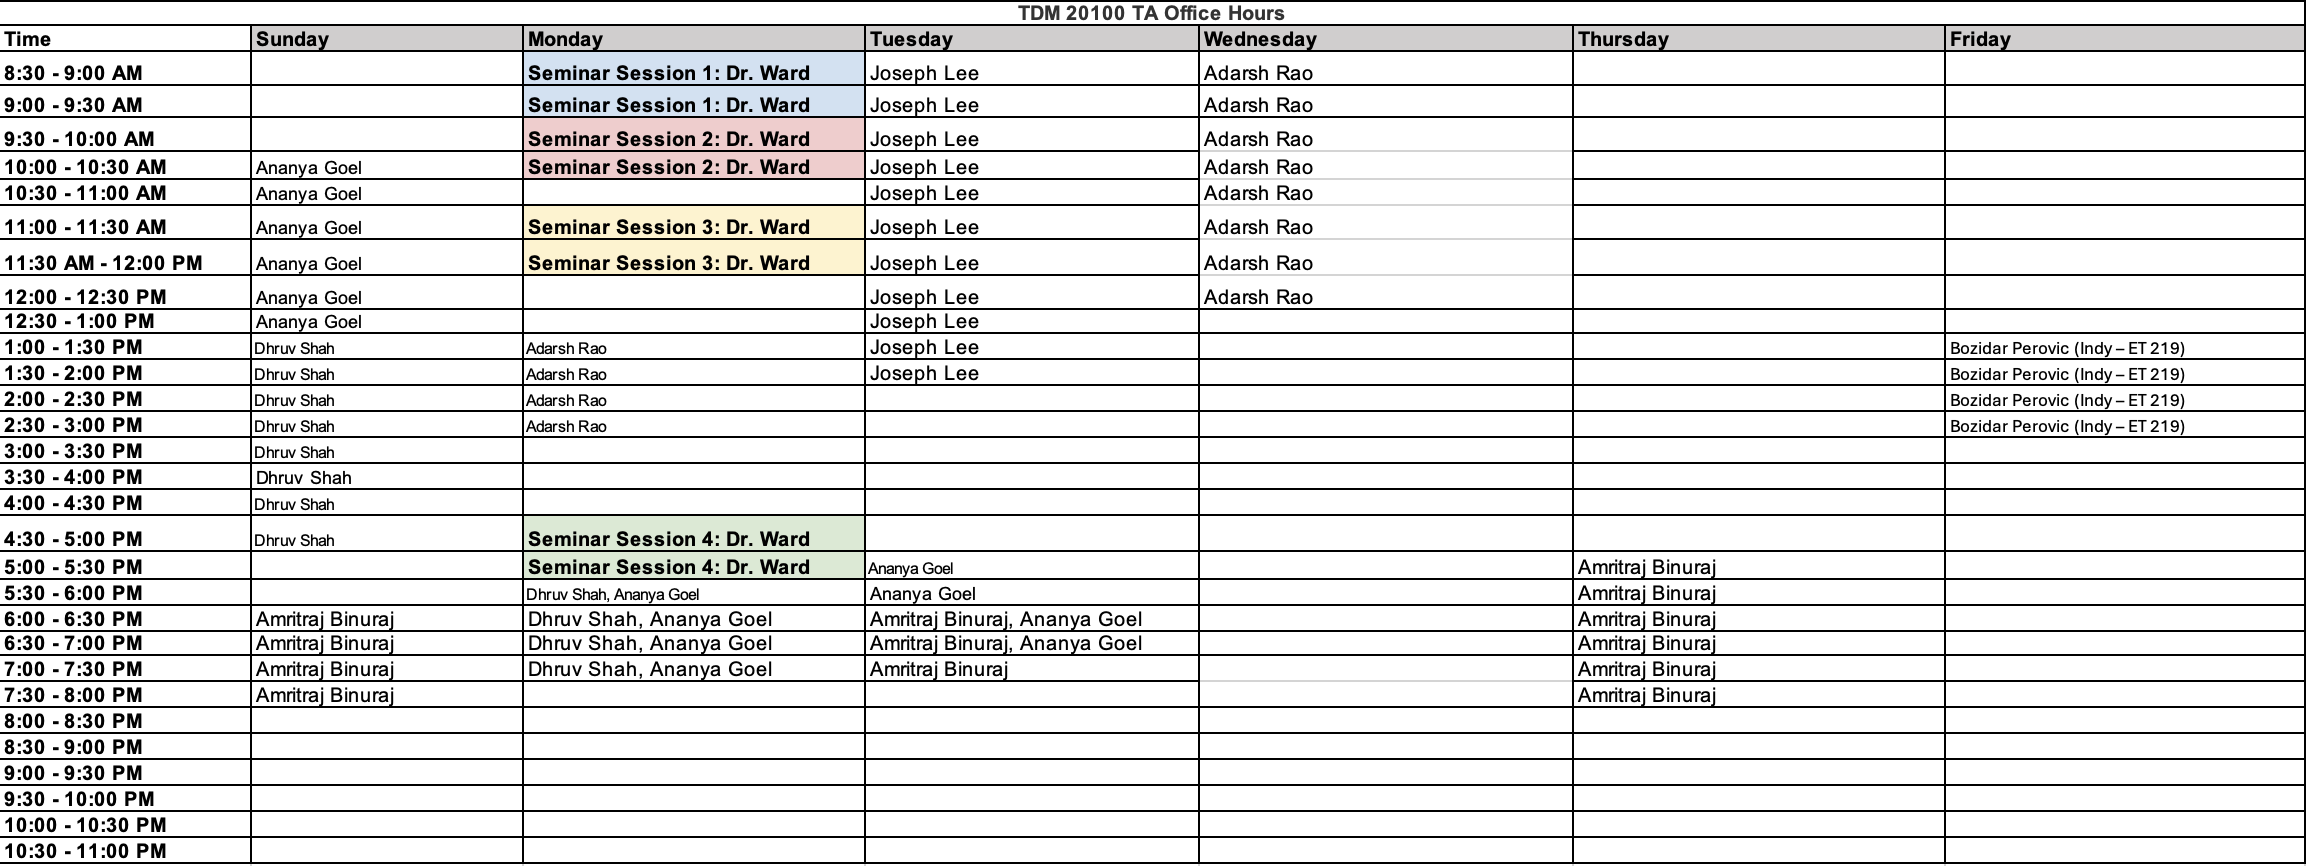 TDM 20100 TA Office Hours
Time Sunday Monday Tuesday Wednesday Thursday Friday
8:30 - 9:00 AM Seminar Session 1: Dr. Ward Joseph Lee Adarsh Rao
9:00 - 9:30 AM Seminar Session 1: Dr. Ward Joseph Lee Adarsh Rao
9:30 - 10:00 AM Seminar Session 2: Dr. Ward Joseph Lee Adarsh Rao
10:00 - 10:30 AM Ananya Goel Seminar Session 2: Dr. Ward Joseph Lee Adarsh Rao
10:30 - 11:00 AM Ananya Goel Joseph Lee Adarsh Rao
11:00 - 11:30 AM Ananya Goel Seminar Session 3: Dr. Ward Joseph Lee Adarsh Rao
11:30 AM - 12:00 PM Ananya Goel Seminar Session 3: Dr. Ward Joseph Lee Adarsh Rao
12:00 - 12:30 PM Ananya Goel Joseph Lee Adarsh Rao
12:30 - 1:00 PM Ananya Goel Joseph Lee
1:00 - 1:30 PM Dhruv Shah Adarsh Rao Joseph Lee Bozidar Perovic (Indy – ET 219)
1:30 - 2:00 PM Dhruv Shah Adarsh Rao Joseph Lee Bozidar Perovic (Indy – ET 219)
2:00 - 2:30 PM Dhruv Shah Adarsh Rao Bozidar Perovic (Indy – ET 219)
2:30 - 3:00 PM Dhruv Shah Adarsh Rao Bozidar Perovic (Indy – ET 219)
3:00 - 3:30 PM Dhruv Shah
3:30 - 4:00 PM Dhruv Shah
4:00 - 4:30 PM Dhruv Shah
4:30 - 5:00 PM Dhruv Shah Seminar Session 4: Dr. Ward
5:00 - 5:30 PM Seminar Session 4: Dr. Ward Ananya Goel Amritraj Binuraj
5:30 - 6:00 PM Dhruv Shah, Ananya Goel Ananya Goel Amritraj Binuraj
6:00 - 6:30 PM Amritraj Binuraj Dhruv Shah, Ananya Goel Amritraj Binuraj, Ananya Goel Amritraj Binuraj
6:30 - 7:00 PM Amritraj Binuraj Dhruv Shah, Ananya Goel Amritraj Binuraj, Ananya Goel Amritraj Binuraj
7:00 - 7:30 PM Amritraj Binuraj Dhruv Shah, Ananya Goel Amritraj Binuraj Amritraj Binuraj
7:30 - 8:00 PM Amritraj Binuraj Amritraj Binuraj
8:00 - 8:30 PM
8:30 - 9:00 PM
9:00 - 9:30 PM
9:30 - 10:00 PM
10:00 - 10:30 PM
10:30 - 11:00 PM